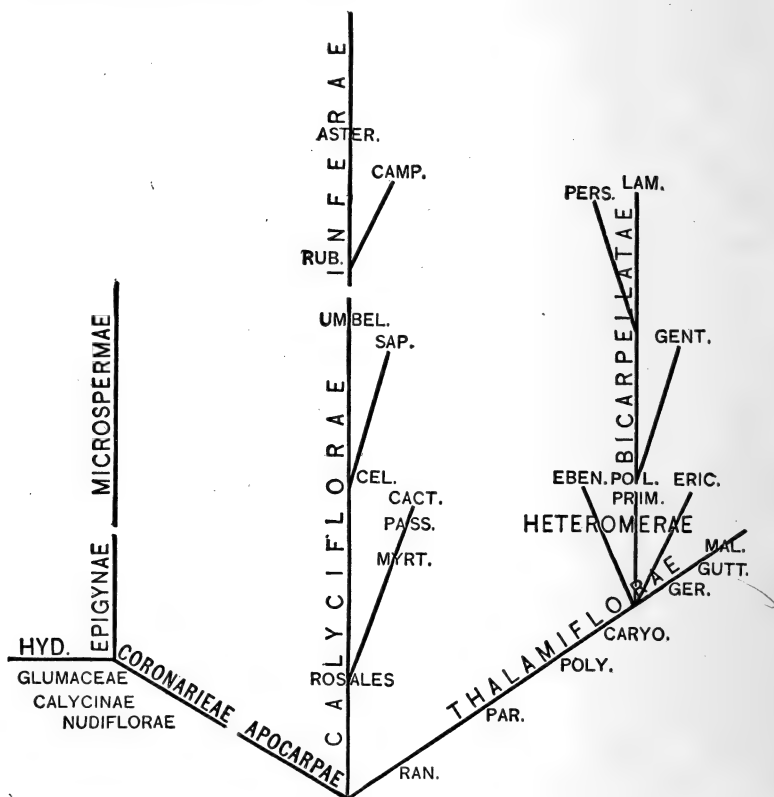 INFERAE
ASTER.
CAMP.
RUB.
PERS.
LAM.
BICARPELLATAE
GENT.
MICROSPERMAE
UMBEL.
SAP.
CALYCIFLORAE
CEL.
CACT.
PASS.
MYRT.
EBEN.
POL.
ERIC.
PRIM.
HETEROMERAE
MAL.
GUTT.
GER.
THALAMIFLORAE
CARYO.
POLY.
PAR.
RAN.
EPIGYNAE
HYD.
CORONARIEAE
APOCARPAE
GLUMACEAE
CALYCINAE
NUDIFLORAE
ROSALES